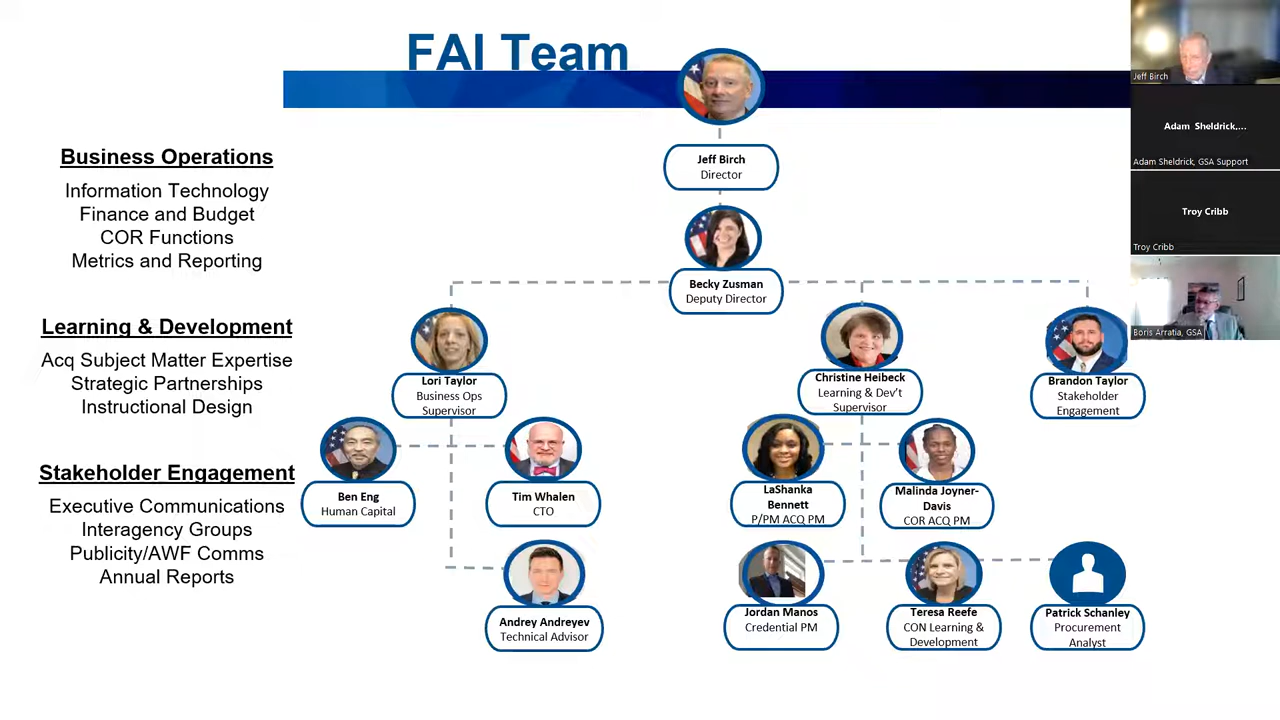 FAI Team
Business Operations
Information Technology
Finance and Budget
COR Functions
Metrics and Reporting
Learning & Development
Acq Subject Matter Expertise
Strategic Partnerships
Instructional Design
Stakeholder Engagement
Executive Communications
Interagency Groups
Publicity/AWF Comms
Annual Reports
Jeff Birch
Director
Becky Zusman
Deputy Director
Lori Taylor
Business Ops
Supervisor
Christine Heibeck
Learning & Dev't
Supervisor
Brandon Taylor
Stakeholder
Engagement
Ben Eng
Human Capital
Tim Whalen
CTO
LaShanka
Bennett
P/PM ACQ PM
Malinda Joyner-
Davis
COR ACQ PM
Andrey Andreyev
Technical Advisor
Jordan Manos
Credential PM
Teresa Reefe
CON Learning &
Development
Patrick Schanley
Procurement
Analyst
Jeff Birch
Adam Sheldrick,...
Adam Sheldrick, GSA Support
Troy Cribb
Troy Cribb
Boris Arratia, GSA